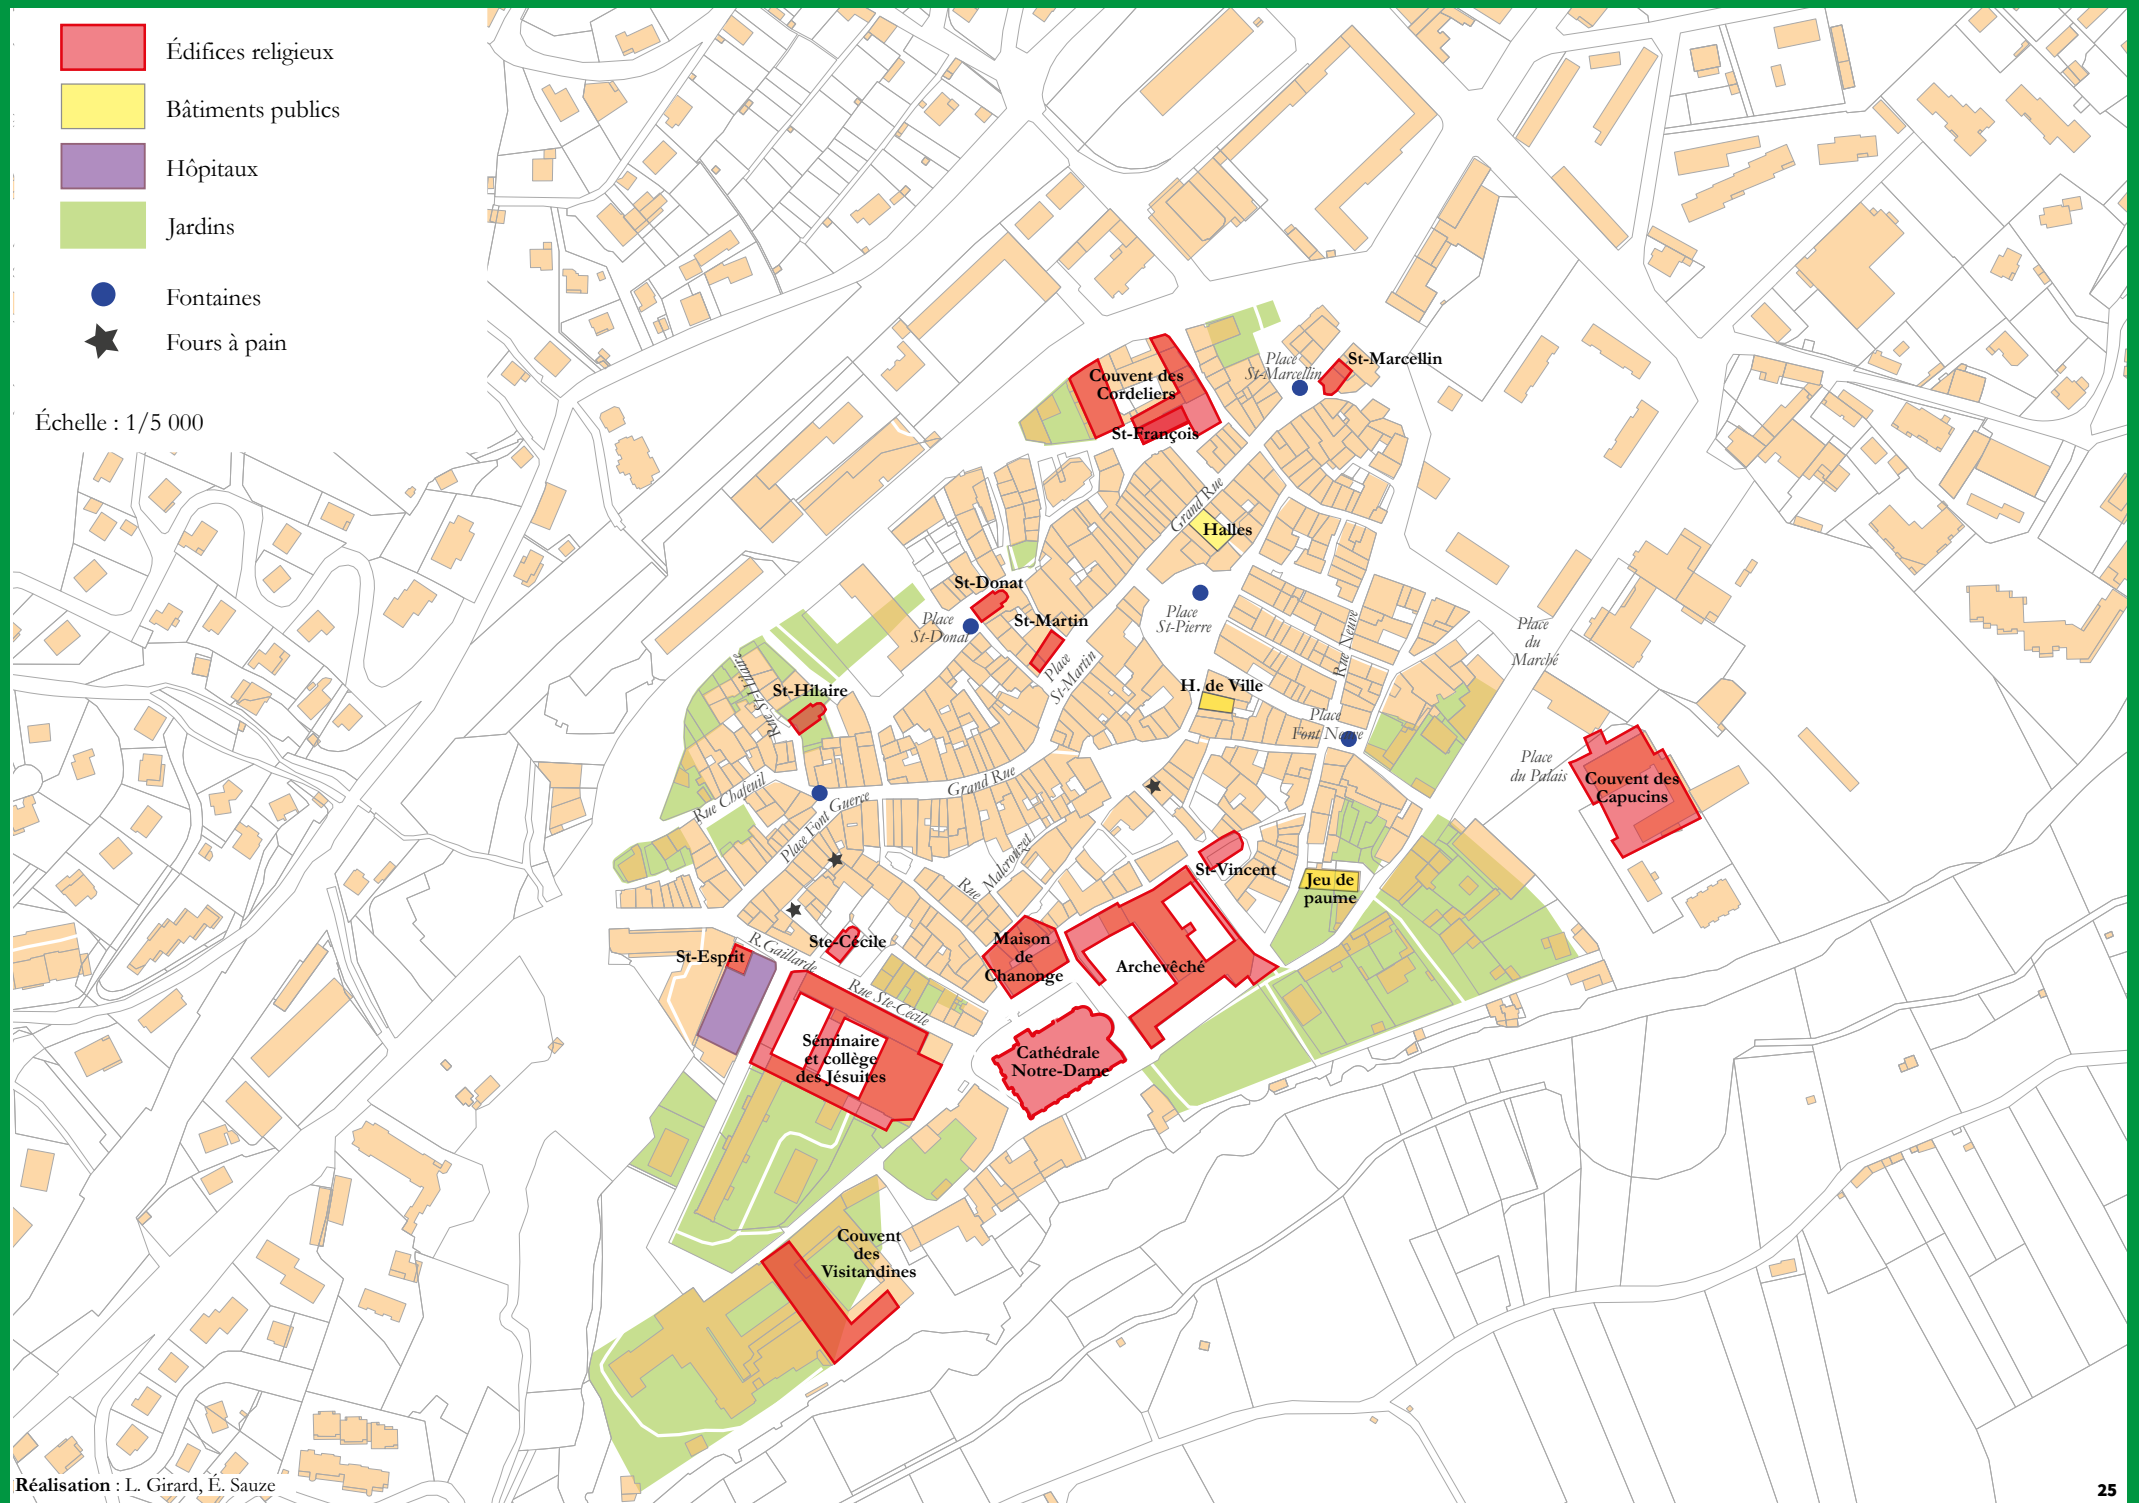 Édifices religieux
Bâtiments publics
Hôpitaux
Jardins
Fontaines
Fours à pain
Échelle : 1/5 000
Place
St-Marcellin
St-Marcellin
Couvent des
Cordeliers
St-François
Grand Rue
Halles
St-Donat
Place
St-Donat
St-Martin
Place
St-Martin
Place
St-Pierre
Rue Neuve
Place
du
Marché
Rue St-Hilaire
St-Hilaire
H. de Ville
Place
Font Neuve
Place
du Palais
Couvent des
Capucins
Rue Chafeuil
Place Font Guerce
Grand Rue
Rue Malcrouzet
St-Vincent
Jeu de
paume
St-Esprit
R. Gaillarde
Ste-Cécile
Rue Ste-Cécile
Maison
de
Chanonge
Archevêché
Séminaire
et collège
des Jésuites
Cathédrale
Notre-Dame
Couvent
des
Visitandines
Réalisation : L. Girard, É. Sauze
25